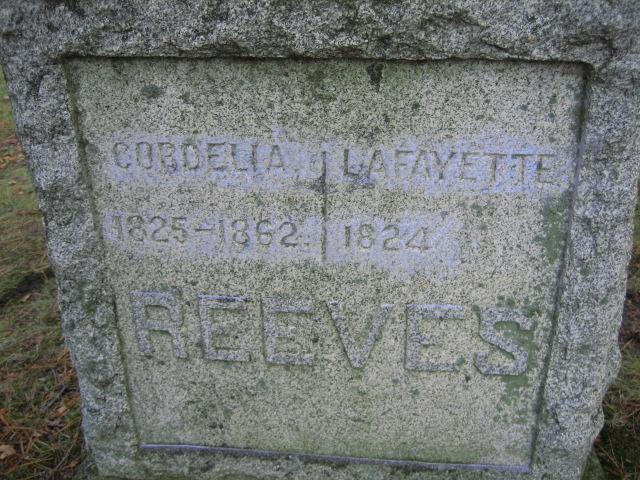 CORDELIA. J LAFAYETTE
1825-1862. 1824
REEVES